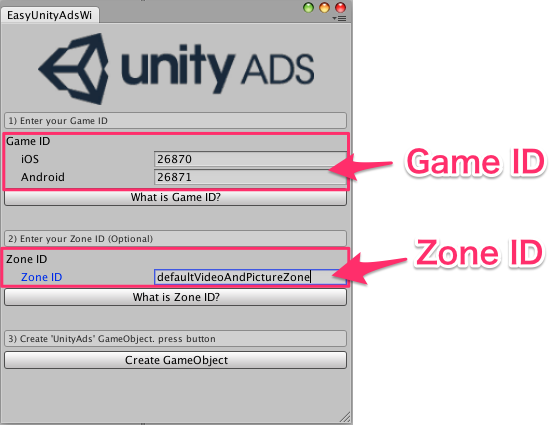 EasyUnityAdsWi
unity ADS
1) Enter your Game ID
Game ID
iOS 26870
Android 26871
Game ID
What is Game ID?
2) Enter your Zone ID (Optional)
Zone ID
Zone ID defaultVideoAndPictureZone
Zone ID
What is Zone ID?
3) Create 'UnityAds' GameObject. press button
Create GameObject